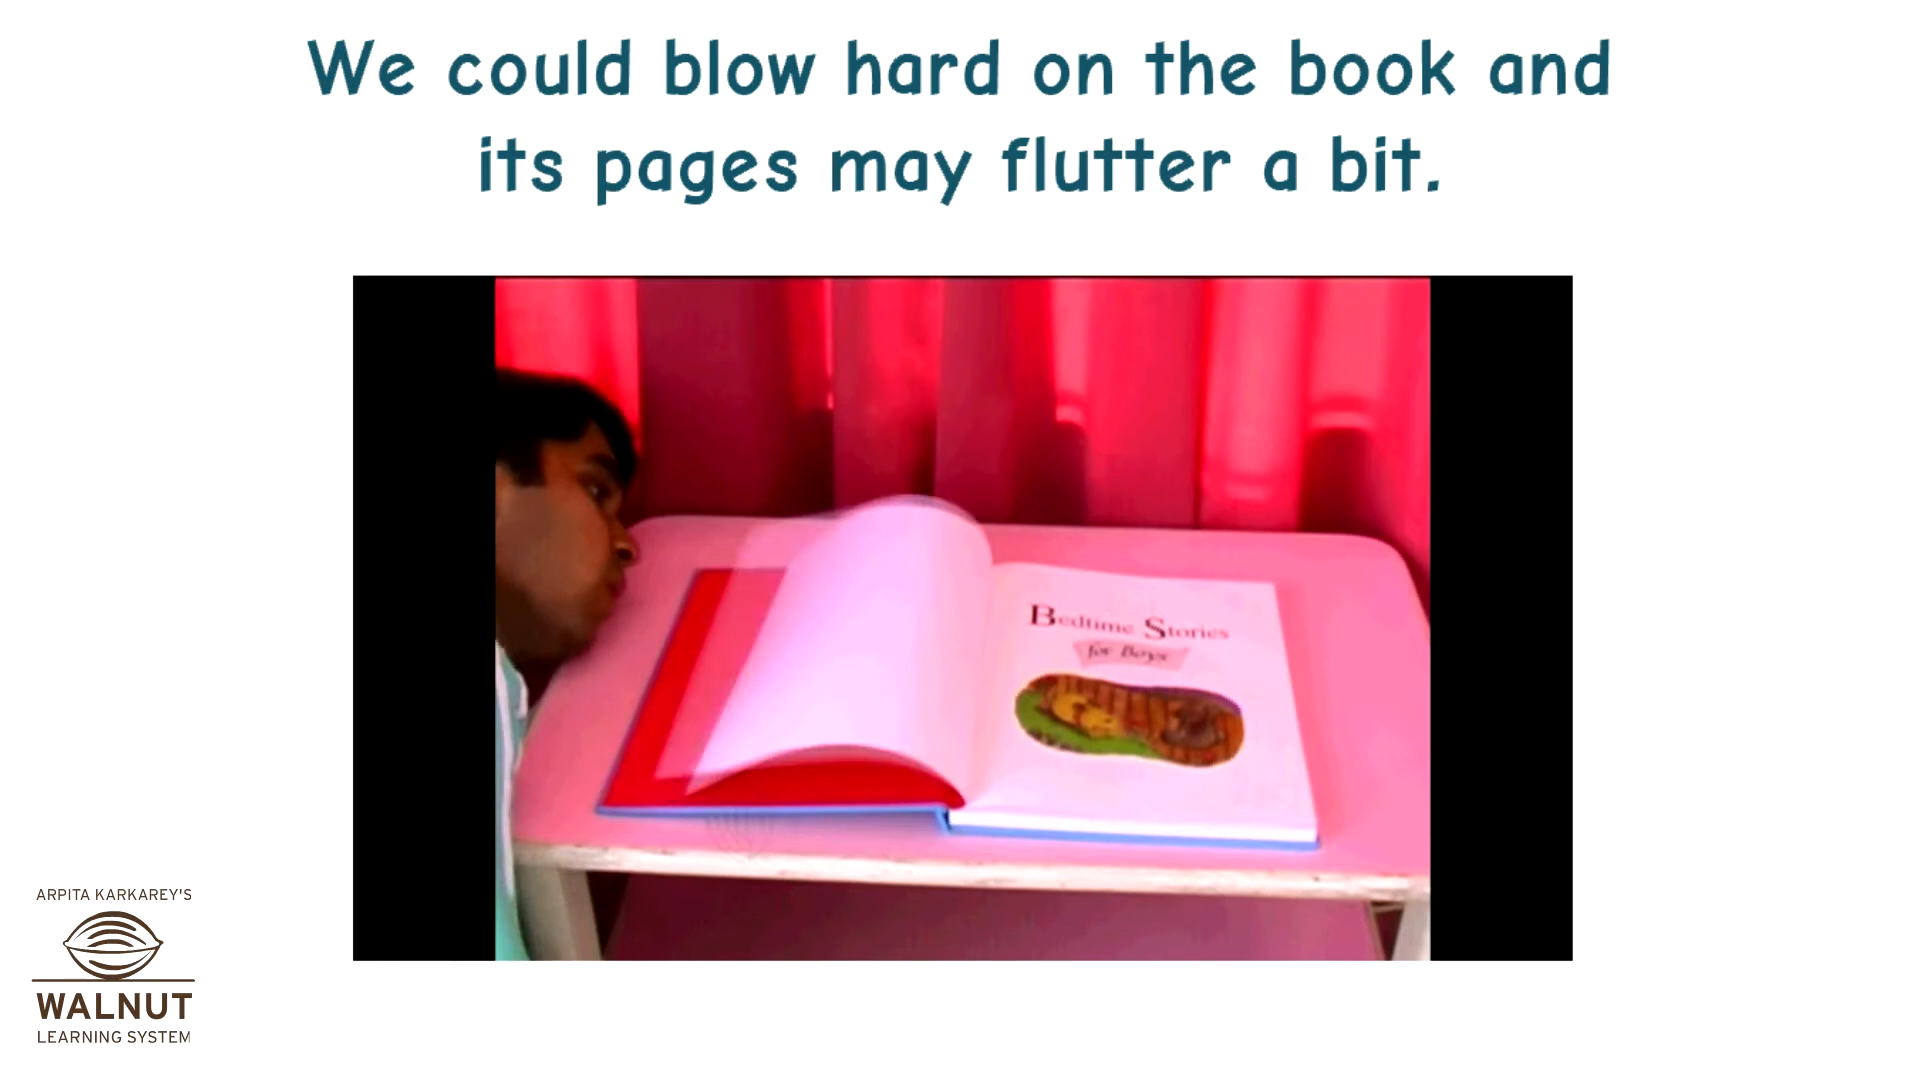 We could blow hard on the book and
its pages may flutter a bit.
Bedtime Stories
for Boys
ARPITA KARKAREY'S
WALNUT
LEARNING SYSTEM